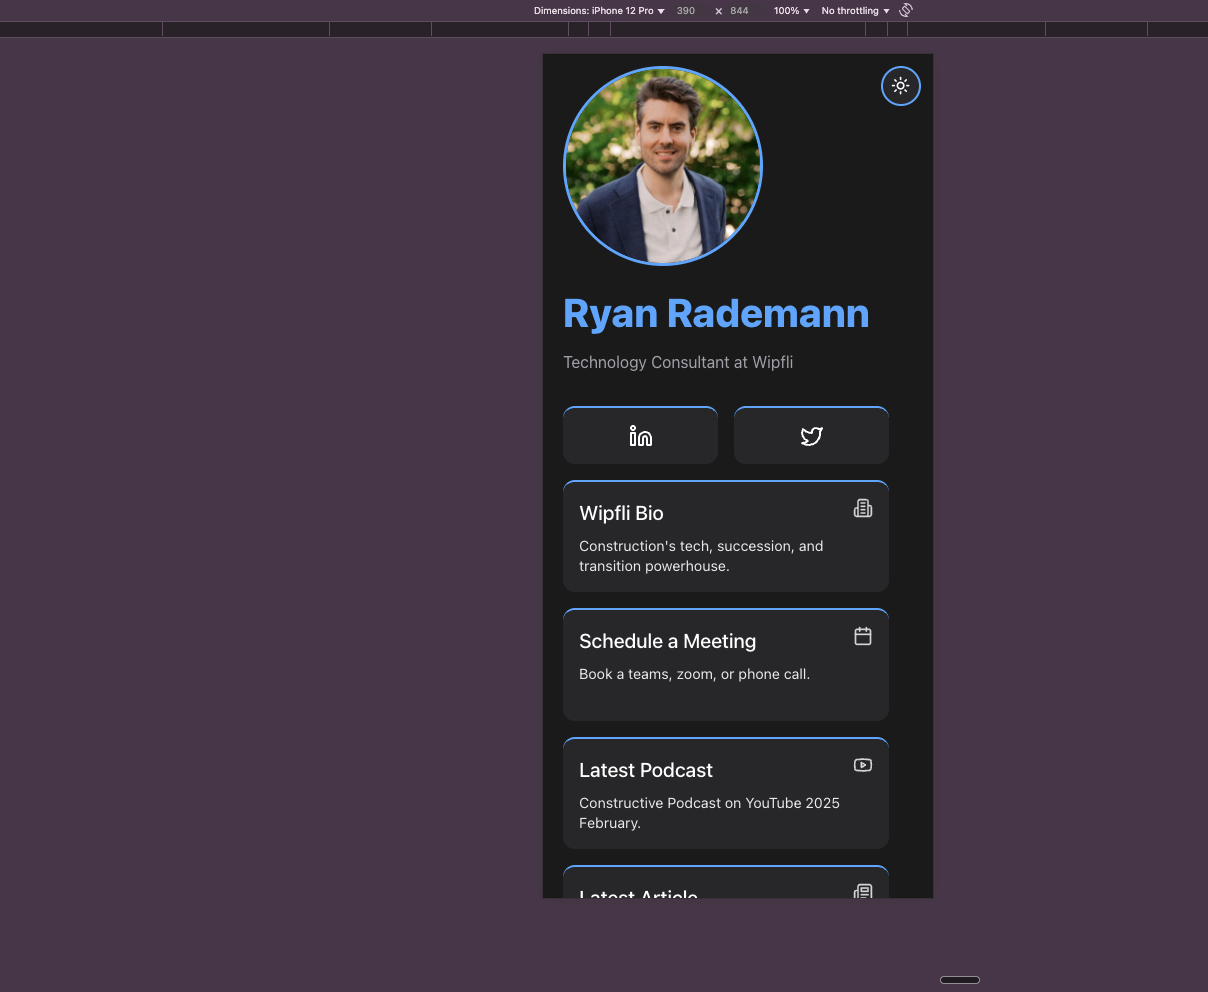 Dimensions: iPhone 12 Pro 390 × 844 100% No throttling
Ryan Rademann
Technology Consultant at Wipfli
in
Wipfli Bio
Construction's tech, succession, and
transition powerhouse.
Schedule a Meeting
Book a teams, zoom, or phone call.
Latest Podcast
Constructive Podcast on YouTube 2025
February.
Latest Article